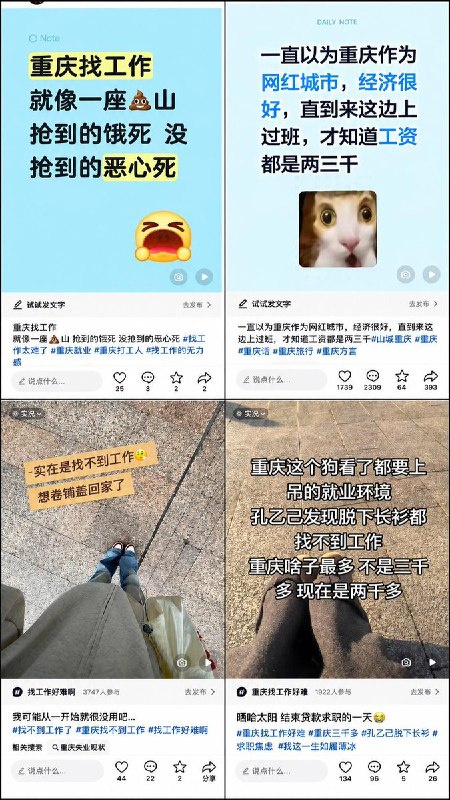 Note
重庆找工作
就像一座💩山
抢到的饿死 没
抢到的恶心死
试试发文字
去发布 >
重庆找工作
就像一座💩山 抢到的饿死 没抢到的恶心死 #找工
作太难了 #重庆就业 #重庆打工人 #找工作的无力
感
说点什么...
25
3
2
2
DAILY NOTE
一直以为重庆作为
网红城市，经济很
好，直到来这边上
过班，才知道工资
都是两三千
试试发文字
去发布 >
一直以为重庆作为网红城市，经济很好，直到来这
边上过班，才知道工资都是两三千#山城重庆 #重庆
#重庆话 #重庆旅行 #重庆方言
说点什么...
1739
2309
64
393
实况
-实在是找不到工作
想卷铺盖回家了
找工作好难啊
3747人参与
去发布 >
我可能从一开始就很没用吧...
#找不到工作了 #重庆找不到工作 #我找工作好难啊
相关搜索
重庆失业现状
说点什么...
44
22
2
分享
实况
重庆这个狗看了都要上
吊的就业环境
孔乙己发现脱下长衫都
找不到工作
重庆啥子最多 不是三千
多 现在是两千多
重庆找工作好难
1922人参与
去发布 >
晒哈太阳 结束贷款求职的一天😂
#重庆找工作好难 #重庆三千多 #孔乙己脱下长衫 #
求职焦虑 #我这一生如履薄冰
说点什么...
134
96
5
26